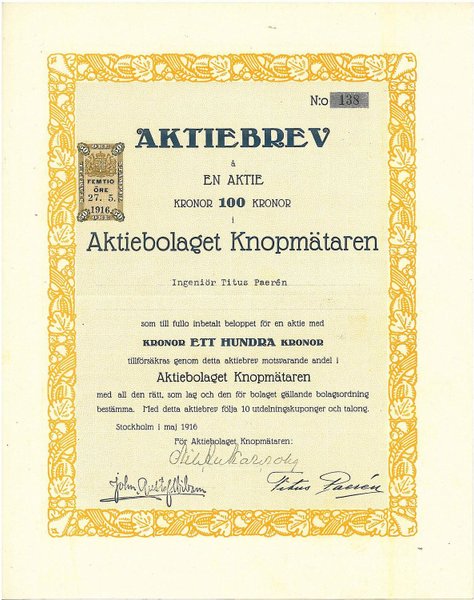 N:o 138
AKTIEBREV
å
EN AKTIE
KRONOR 100 KRONOR
i
FEMTIO
ÖRE
27. 5.
1916
Aktiebolaget Knopmätaren
Ingeniör Titus Paerén
som till fullo inbetalt beloppet för en aktie med
KRONOR ETT HUNDRA KRONOR
tillförsäkras genom detta aktiebrev motsvarande andel i
Aktiebolaget Knopmätaren
med all den rätt, som lag och den för bolaget gällande bolagsordning
bestämma. Med detta aktiebrev följa 10 utdelningskuponger och talong.
Stockholm i maj 1916
För Aktiebolaget Knopmätaren:
John Gustaf
Titus Paerén